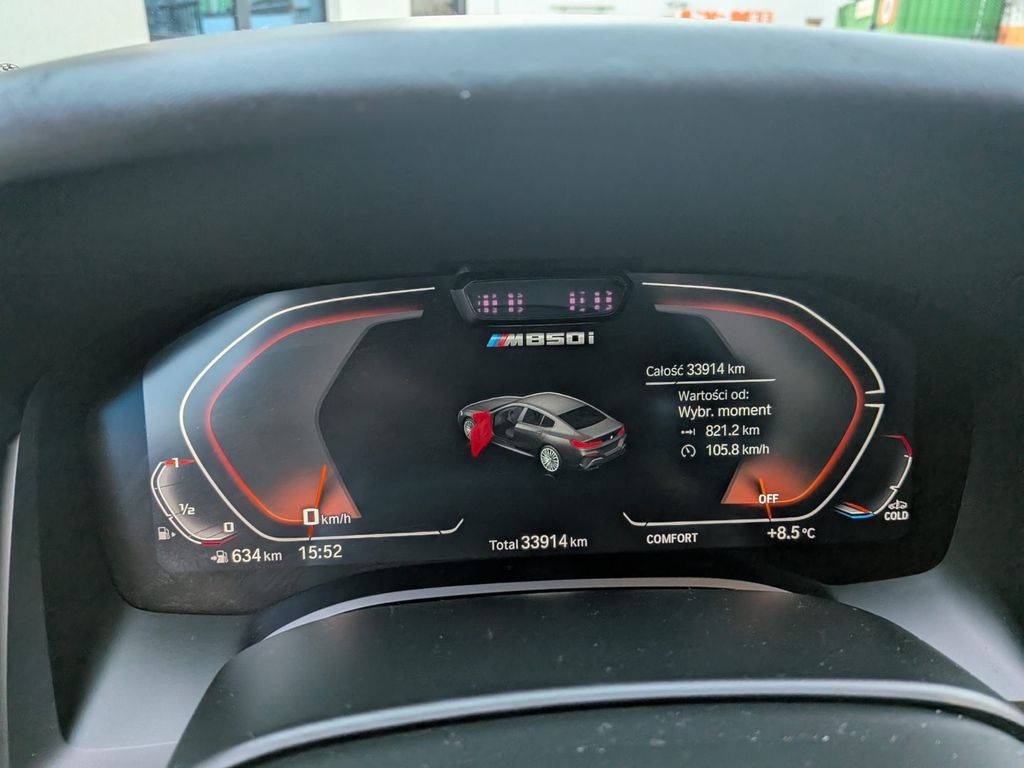 M850i
Całość 33914 km
Wartości od:
Wybr. moment
821.2 km
105.8 km/h
1
1/2
0
0 km/h
OFF
COLD
634 km
15:52
Total 33914 km
COMFORT
+8.5°C